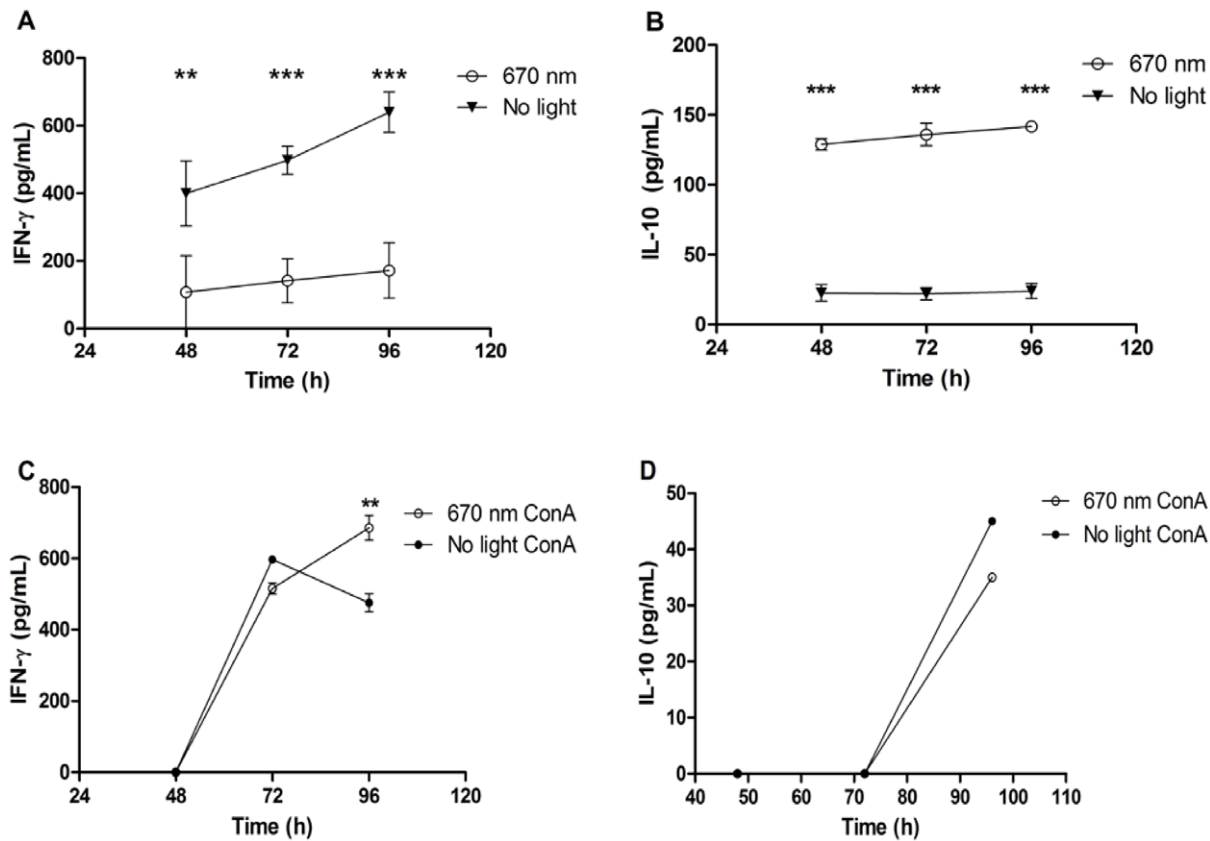 A
IFN-γ (pg/mL)
800
600
400
200
0
** *** ***
670 nm
No light
24 48 72 96 120
Time (h)
B
IL-10 (pg/mL)
200
150
100
50
0
*** *** ***
670 nm
No light
24 48 72 96 120
Time (h)
C
IFN-γ (pg/mL)
800
600
400
200
0
**
670 nm ConA
No light ConA
24 48 72 96 120
Time (h)
D
IL-10 (pg/mL)
50
40
30
20
10
0
670 nm ConA
No light ConA
40 50 60 70 80 90 100 110
Time (h)